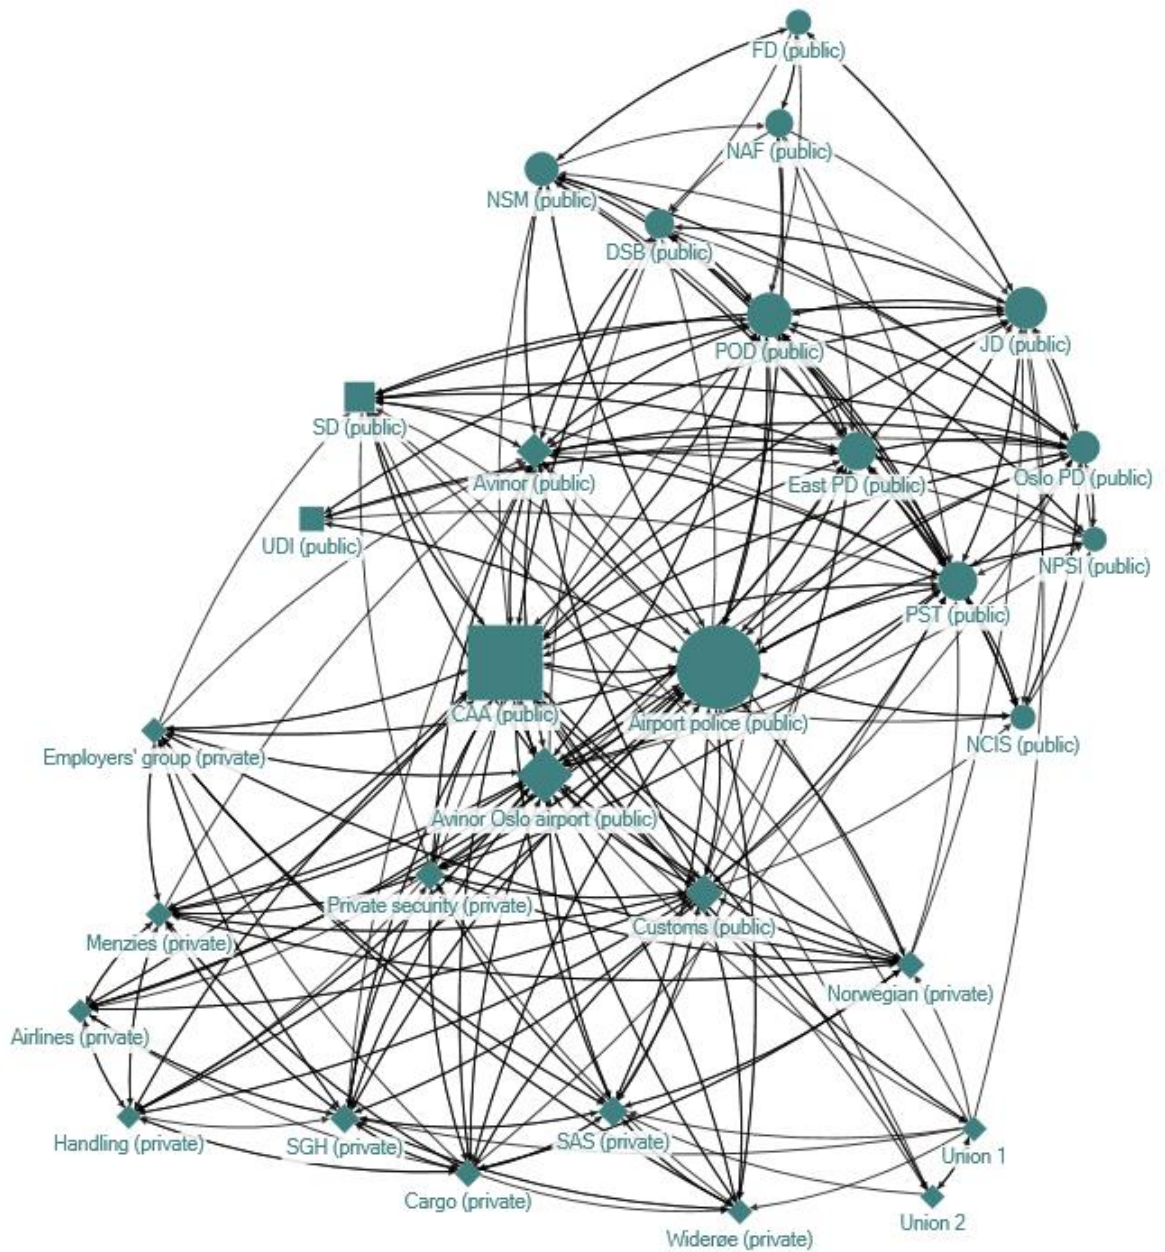 FD (public)
NAF (public)
NSM (public)
DSB (public)
POD (public)
JD (public)
SD (public)
Avinor (public)
East PD (public)
Oslo PD (public)
UDI (public)
NPSI (public)
PST (public)
CAA (public)
Airport police (public)
NCIS (public)
Employers' group (private)
Avinor Oslo airport (public)
Private security (private)
Customs (public)
Menzies (private)
Norwegian (private)
Airlines (private)
Handling (private)
SGH (private)
SAS (private)
Union 1
Cargo (private)
Union 2
Widerøe (private)